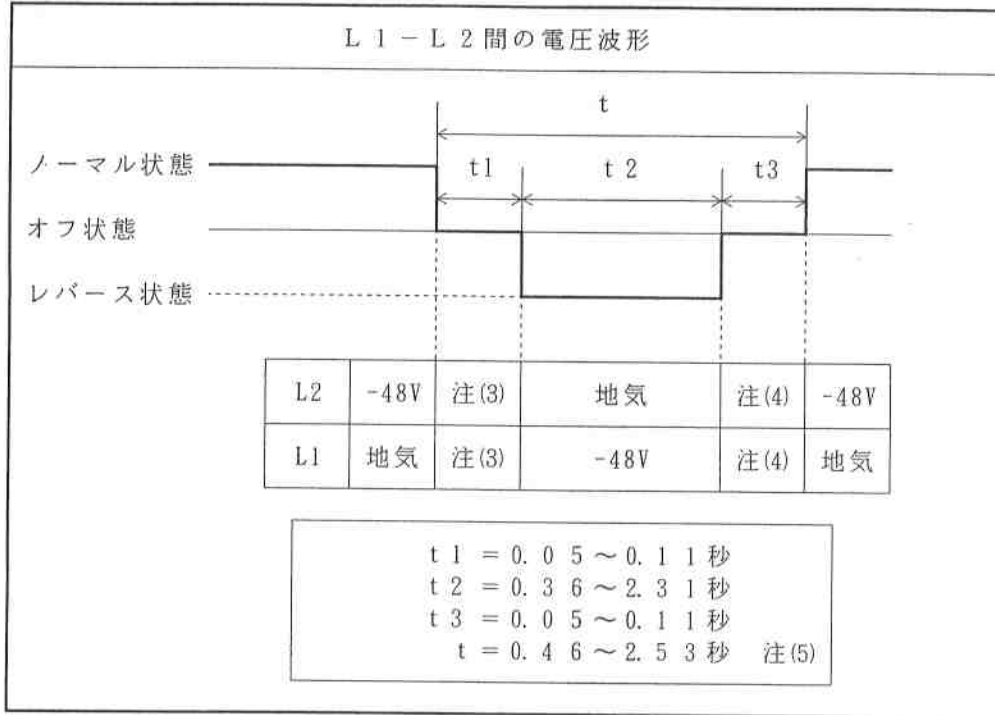 L1-L2間の電圧波形
t
ノーマル状態
t1 t2 t3
オフ状態
レバース状態
L2 -48V 注(3) 地気 注(4) -48V
L1 地気 注(3) -48V 注(4) 地気
t1=0.05~0.11秒
t2=0.36~2.31秒
t3=0.05~0.11秒
t=0.46~2.53秒 注(5)